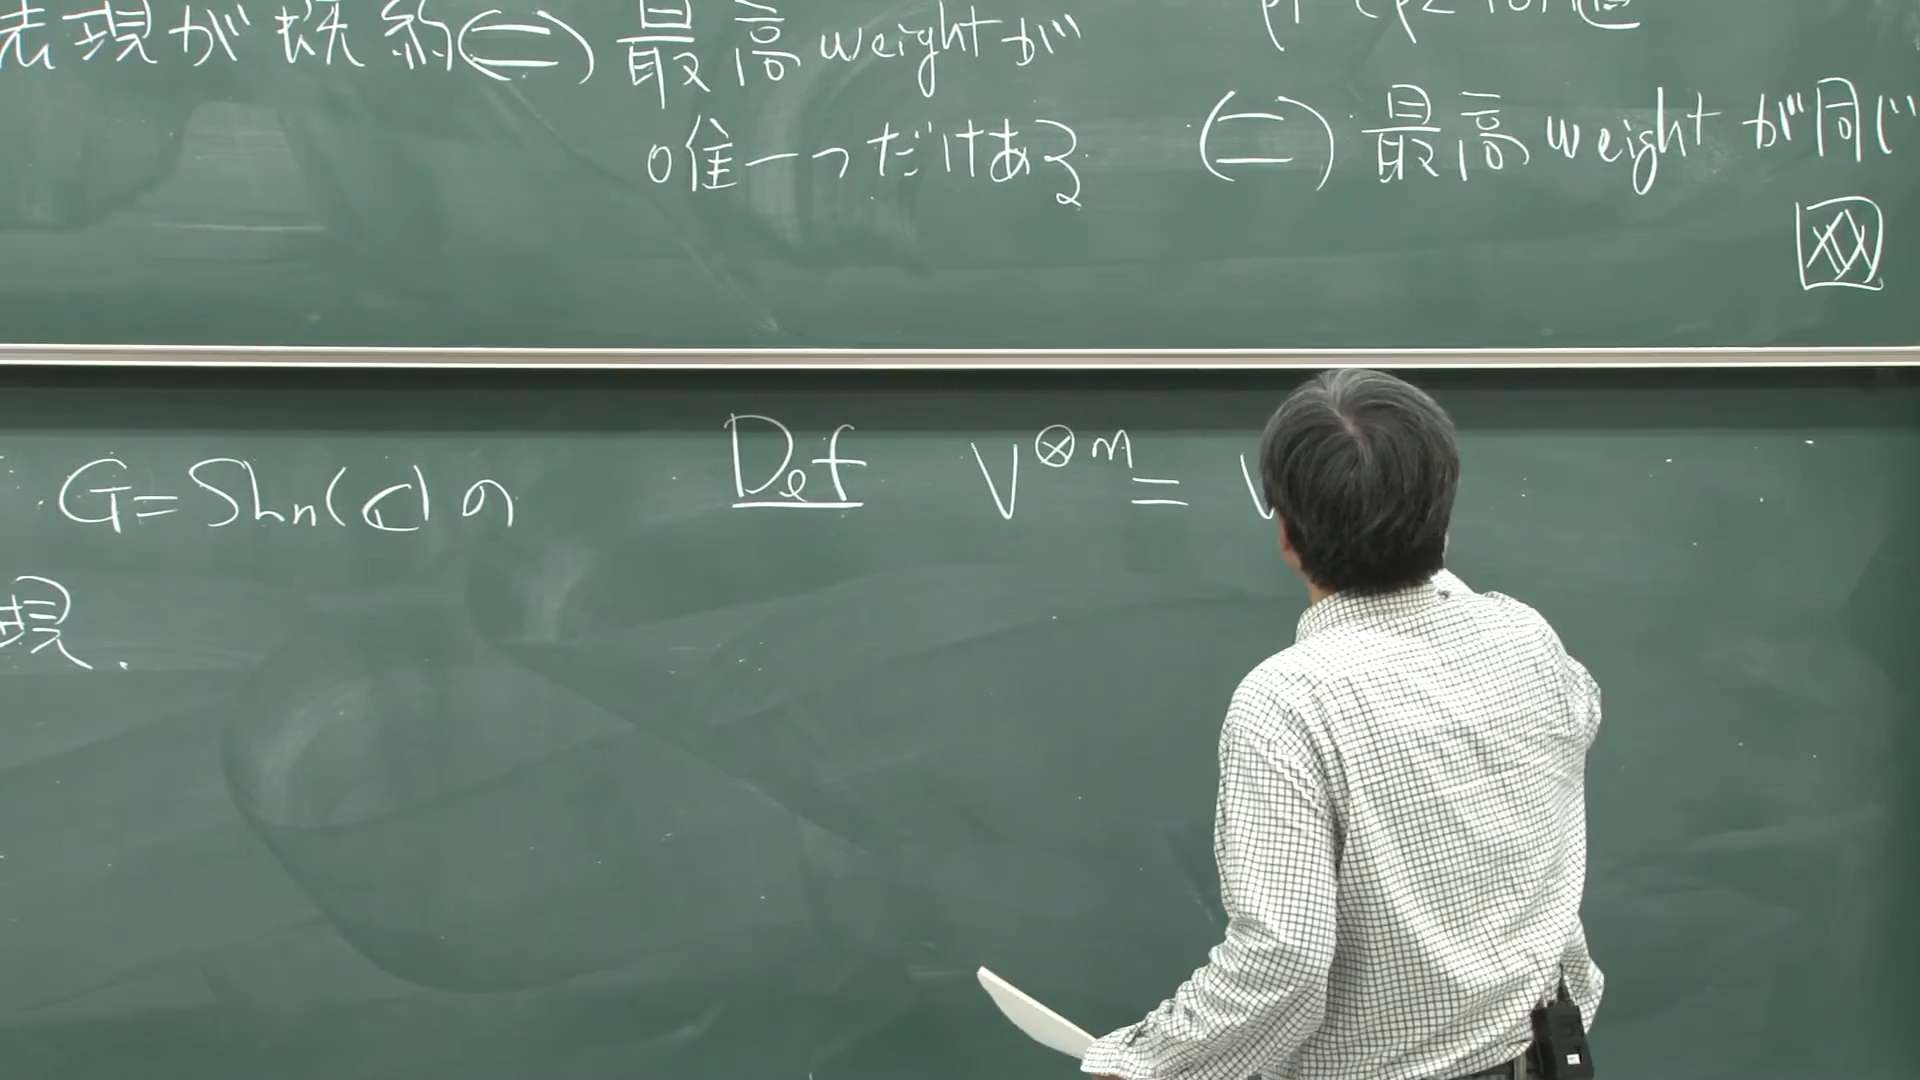 表現が既約⇔最高weightが
唯一つだけある
⇔最高weightが同じ
G=SLn(ℂ)の
現.
Def V^{⊗m} = V